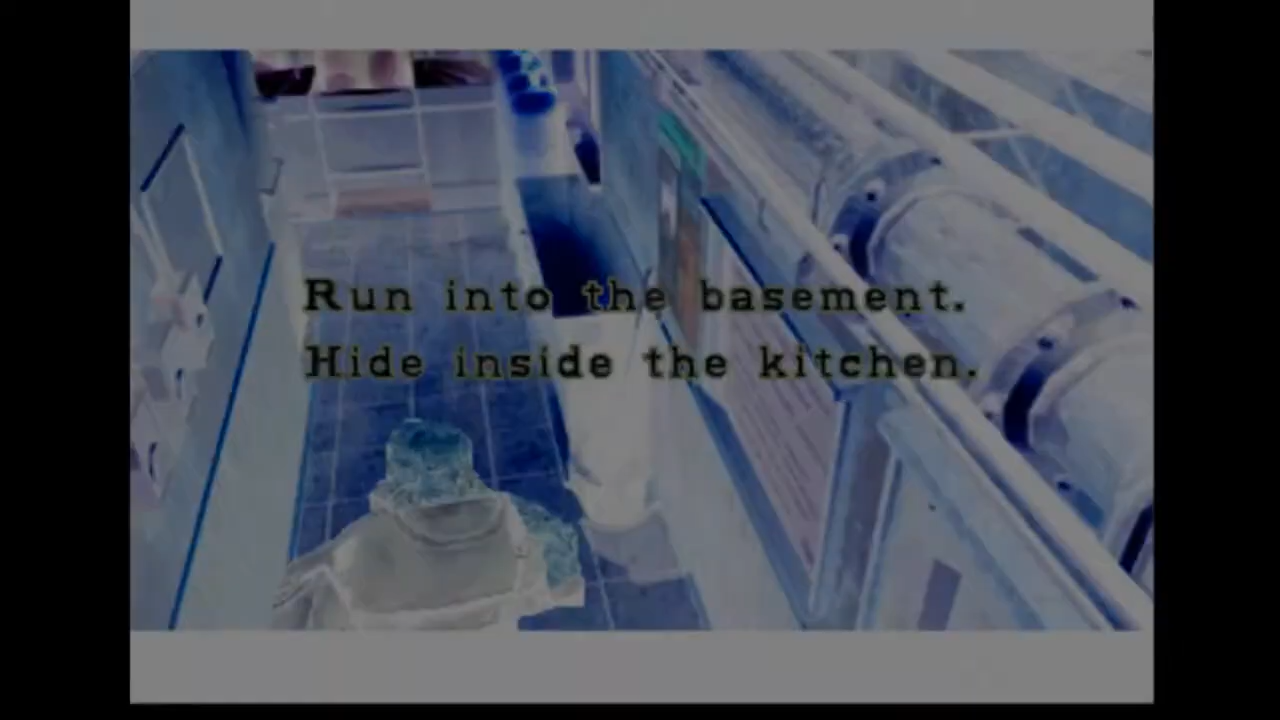 Run into the basement.
Hide inside the kitchen.